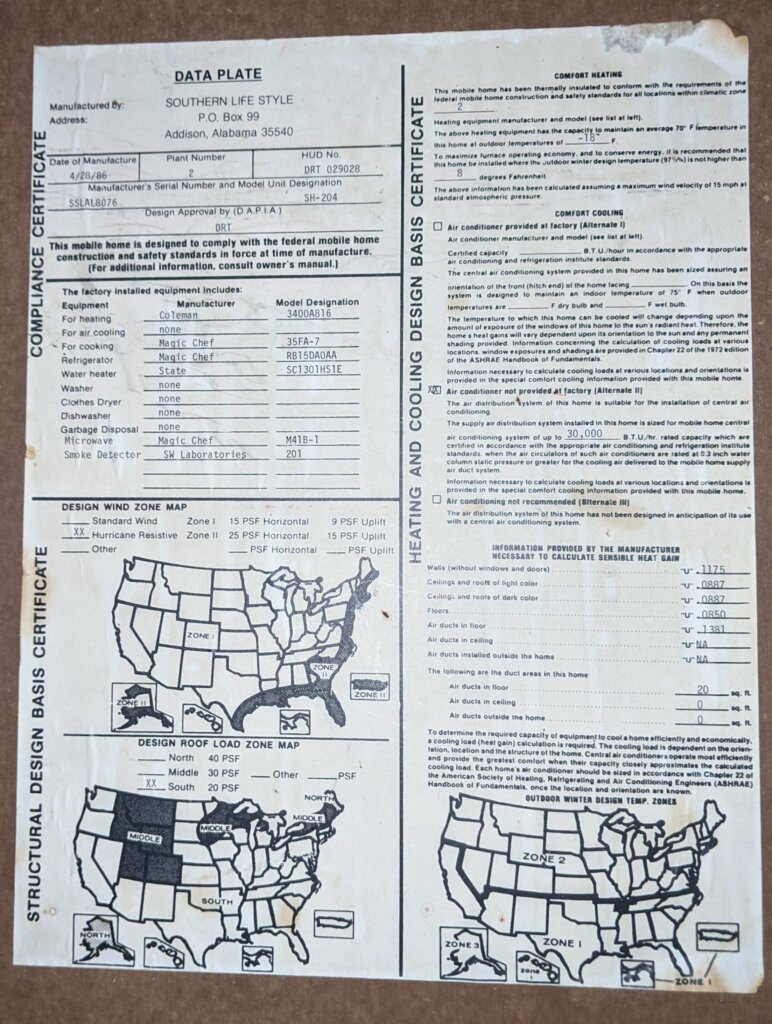 DATA PLATE
Manufactured By: SOUTHERN LIFE STYLE
Address: P.O. Box 99
Addison, Alabama 35540
COMPLIANCE CERTIFICATE
Date of Manufacture Plant Number HUD No.
4/28/86 2 DRT 029028
Manufacturer's Serial Number and Model Unit Designation
SSLAL8076 SH-204
Design Approval by (D.A.P.I.A.)
DRT
This mobile home is designed to comply with the federal mobile home
construction and safety standards in force at time of manufacture.
(For additional information, consult owner's manual.)
The factory installed equipment includes:
Equipment Manufacturer Model Designation
For heating Coleman 3400A816
For air cooling none
For cooking Magic Chef 35FA-7
Refrigerator Magic Chef RB15DA0AA
Water heater State SC1301HS1E
Washer none
Clothes Dryer none
Dishwasher none
Garbage Disposal none
Microwave Magic Chef M41B-1
Smoke Detector SW Laboratories 201
STRUCTURAL DESIGN BASIS CERTIFICATE
DESIGN WIND ZONE MAP
Standard Wind Zone I 15 PSF Horizontal 9 PSF Uplift
XX Hurricane Resistive Zone II 25 PSF Horizontal 15 PSF Uplift
Other PSF Horizontal PSF Uplift
ZONE I
ZONE II
ZONE II
ZONE II
DESIGN ROOF LOAD ZONE MAP
North 40 PSF
Middle 30 PSF Other PSF
XX South 20 PSF
NORTH
MIDDLE
MIDDLE
MIDDLE
SOUTH
NORTH
HEATING AND COOLING DESIGN BASIS CERTIFICATE
COMFORT HEATING
This mobile home has been thermally insulated to conform with the requirements of the
federal mobile home construction and safety standards for all locations within climatic zone
2
Heating equipment manufacturer and model (see list at left).
The above heating equipment has the capacity to maintain an average 70° F temperature in
this home at outdoor temperatures of -18° F
To maximize furnace operating economy, and to conserve energy, it is recommended that
this home be installed where the outdoor winter design temperature (97½%) is not higher than
8 degrees Fahrenheit.
The above information has been calculated assuming a maximum wind velocity of 15 mph at
standard atmospheric pressure.
COMFORT COOLING
Air conditioner provided at factory (Alternate I)
Air conditioner manufacturer and model (see list at left).
Certified capacity B.T.U./hour in accordance with the appropriate
air conditioning and refrigeration institute standards.
The central air conditioning system provided in this home has been sized assuring an
orientation of the front (hitch end) of the home facing . On this basis the
system is designed to maintain an indoor temperature of 75° F when outdoor
temperatures are F dry bulb and F wet bulb.
The temperature to which this home can be cooled will change depending upon the
amount of exposure of the windows of this home to the sun's radiant heat. Therefore, the
home's heat gains will vary dependent upon its orientation to the sun and any permanent
shading provided. Information concerning the calculation of cooling loads at various
locations, window exposures and shadings are provided in Chapter 22 of the 1972 edition
of the ASHRAE Handbook of Fundamentals.
Information necessary to calculate cooling loads at various locations and orientations is
provided in the special comfort cooling information provided with this mobile home.
XX Air conditioner not provided at factory (Alternate II)
The air distribution system of this home is suitable for the installation of central air
conditioning.
The supply air distribution system installed in this home is sized for mobile home central
air conditioning system of up to 30,000 B.T.U./hr. rated capacity which are
certified in accordance with the appropriate air conditioning and refrigeration institute
standards, when the air circulators of such air conditioners are rated at 0.3 inch water
column static pressure or greater for the cooling air delivered to the mobile home supply
air duct system.
Information necessary to calculate cooling loads at various locations and orientations is
provided in the special comfort cooling information provided with this mobile home.
Air conditioning not recommended (Alternate III)
The air distribution system of this home has not been designed in anticipation of its use
with a central air conditioning system.
INFORMATION PROVIDED BY THE MANUFACTURER
NECESSARY TO CALCULATE SENSIBLE HEAT GAIN
Walls (without windows and doors) "U" .1175
Ceilings and roofs of light color "U" .0887
Ceilings and roofs of dark color "U" .0887
Floors "U" .0850
Air ducts in floor "U" .1381
Air ducts in ceiling "U" NA
Air ducts installed outside the home "U" NA
The following are the duct areas in this home
Air ducts in floor 20 sq. ft.
Air ducts in ceiling 0 sq. ft.
Air ducts outside the home 0 sq. ft.
To determine the required capacity of equipment to cool a home efficiently and economically,
a cooling load (heat gain) calculation is required. The cooling load is dependent on the orien-
tation, location and the structure of the home. Central air conditioners operate most efficiently
and provide the greatest comfort when their capacity closely approximates the calculated
cooling load. Each home's air conditioner should be sized in accordance with Chapter 22 of
the American Society of Heating, Refrigerating and Air Conditioning Engineers (ASHRAE)
Handbook of Fundamentals, once the location and orientation are known.
OUTDOOR WINTER DESIGN TEMP. ZONES
ZONE 2
ZONE 1
ZONE 3
zone 1
ZONE 1